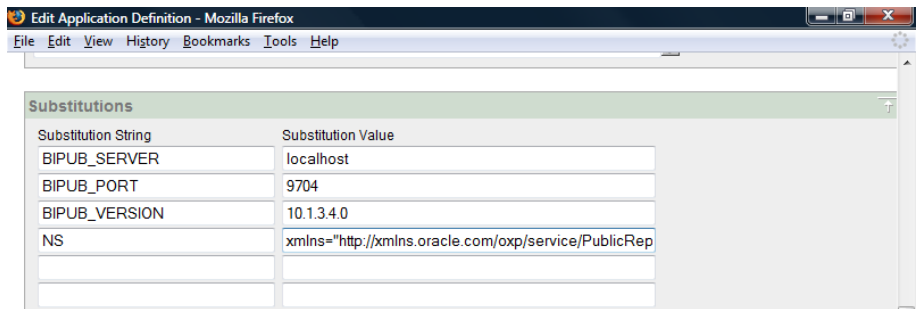 Edit Application Definition - Mozilla Firefox
File Edit View History Bookmarks Tools Help
Substitutions
Substitution String Substitution Value
BIPUB_SERVER localhost
BIPUB_PORT 9704
BIPUB_VERSION 10.1.3.4.0
NS xmlns="http://xmlns.oracle.com/oxp/service/PublicRep